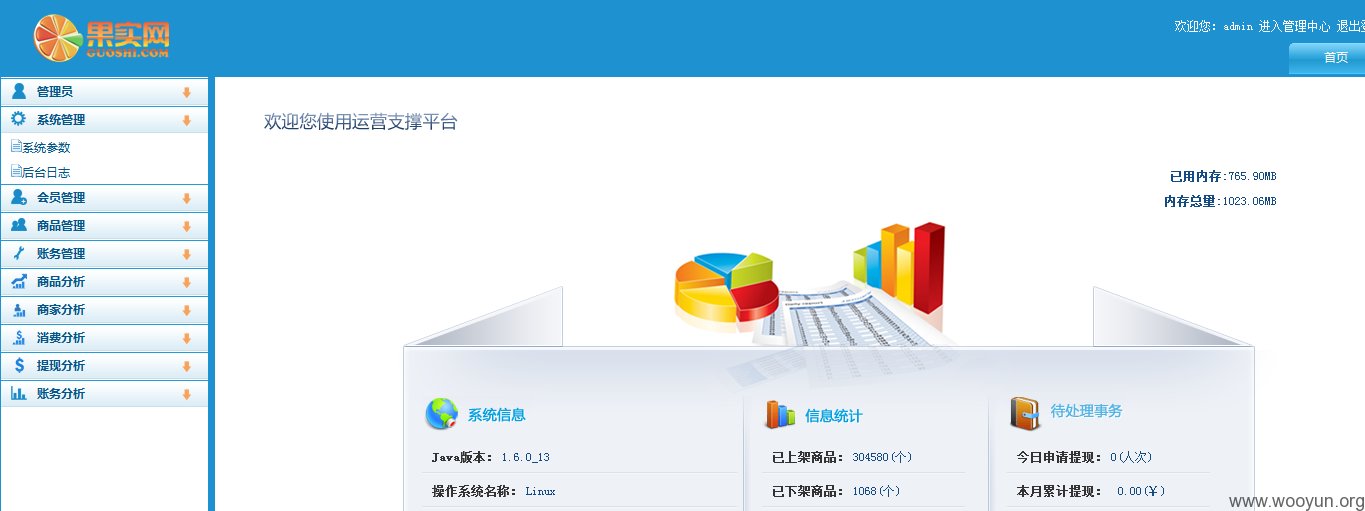 果实网
GUOSHI.COM
欢迎您：admin 进入管理中心 退出登
首页
管理员
系统管理
系统参数
后台日志
会员管理
商品管理
账务管理
商品分析
商家分析
消费分析
提现分析
账务分析
欢迎您使用运营支撑平台
已用内存:765.90MB
内存总量:1023.06MB
系统信息
Java版本： 1.6.0_13
操作系统名称： Linux
信息统计
已上架商品： 304580(个)
已下架商品： 1068(个)
待处理事务
今日申请提现： 0(人次)
本月累计提现： 0.00(￥)
www.wooyun.org